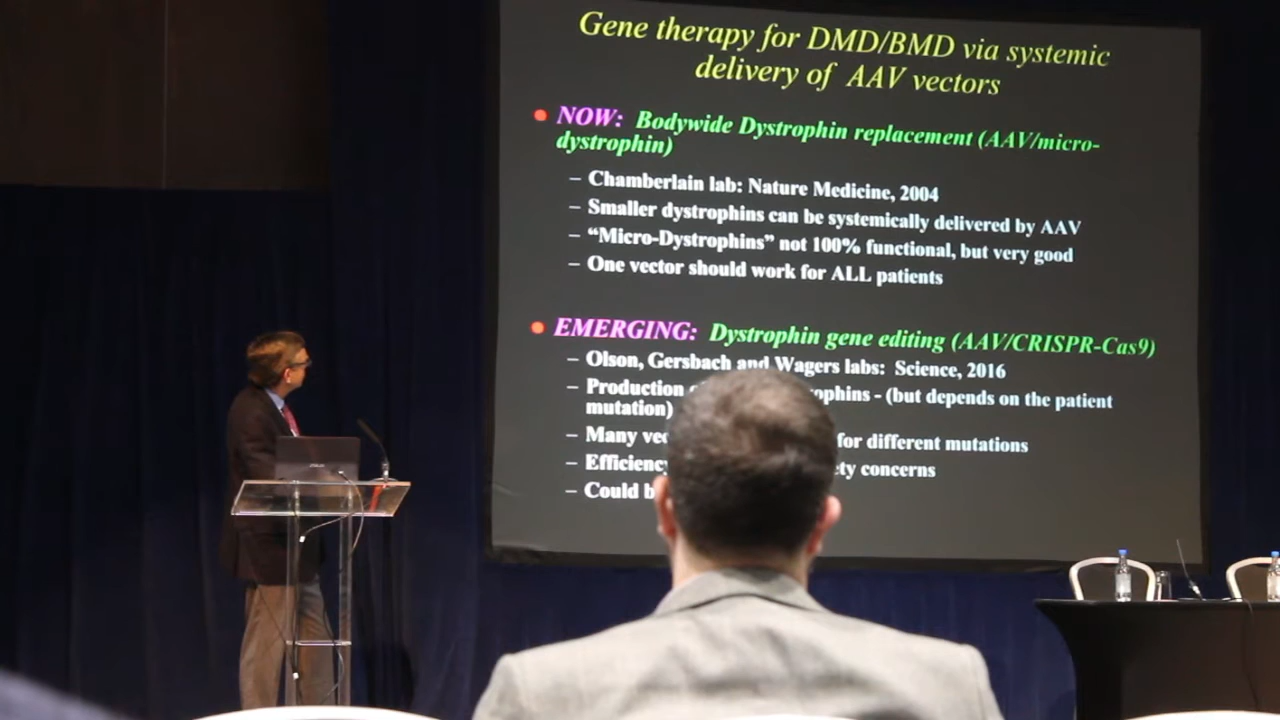 Gene therapy for DMD/BMD via systemic
delivery of AAV vectors
• NOW: Bodywide Dystrophin replacement (AAV/micro-
dystrophin)
– Chamberlain lab: Nature Medicine, 2004
– Smaller dystrophins can be systemically delivered by AAV
– “Micro-Dystrophins” not 100% functional, but very good
– One vector should work for ALL patients
• EMERGING: Dystrophin gene editing (AAV/CRISPR-Cas9)
– Olson, Gersbach and Wagers labs: Science, 2016
– Production - (but depends on the patient
mutation)
– Many for different mutations
– Efficiency concerns
– Could